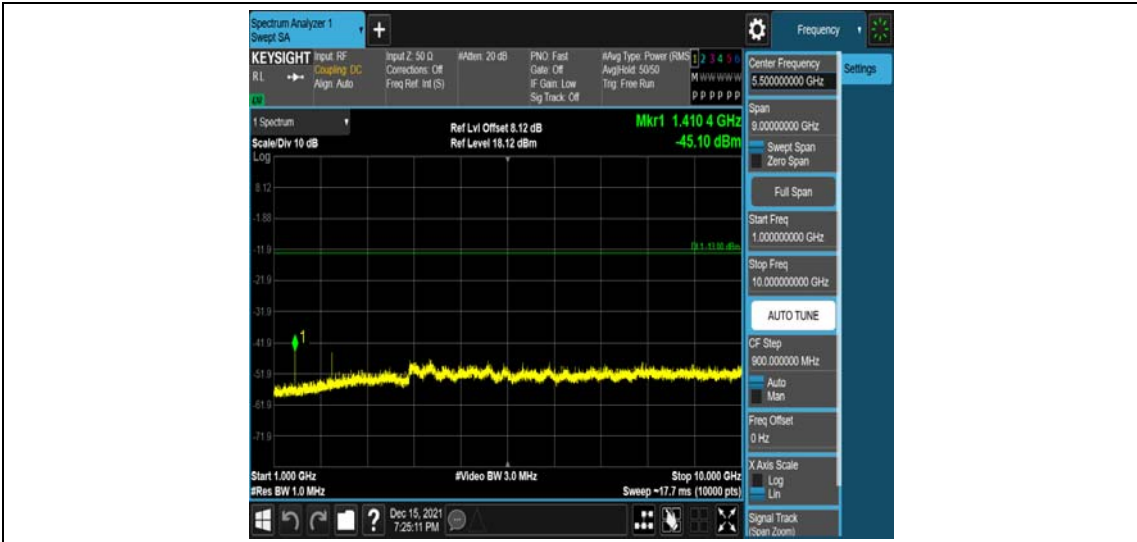 Spectrum Analyzer 1
Swept SA
+
Frequency
KEYSIGHT
RL
Input: RF
Coupling: DC
Align: Auto
Input Z: 50 Ω
Corrections: Off
Freq Ref: Int (S)
#Atten: 20 dB
PNO: Fast
Gate: Off
IF Gain: Low
Sig Track: Off
#Avg Type: Power (RMS
Avg|Hold: 50/50
Trig: Free Run
1 2 3 4 5 6
M W W W W W
P P P P P P
Center Frequency
5.500000000 GHz
Settings
Span
9.00000000 GHz
Swept Span
Zero Span
Full Span
Start Freq
1.000000000 GHz
Stop Freq
10.000000000 GHz
AUTO TUNE
CF Step
900.000000 MHz
Auto
Man
Freq Offset
0 Hz
X Axis Scale
Log
Lin
Signal Track
(Span Zoom)
1 Spectrum
Scale/Div 10 dB
Log
Ref Lvl Offset 8.12 dB
Ref Level 18.12 dBm
Mkr1 1.410 4 GHz
-45.10 dBm
8.12
-1.88
-11.9
DL1 -13.00 dBm
-21.9
-31.9
-41.9
1
-51.9
-61.9
-71.9
Start 1.000 GHz
#Res BW 1.0 MHz
#Video BW 3.0 MHz
Stop 10.000 GHz
Sweep ~17.7 ms (10000 pts)
?
Dec 15, 2021
7:25:11 PM